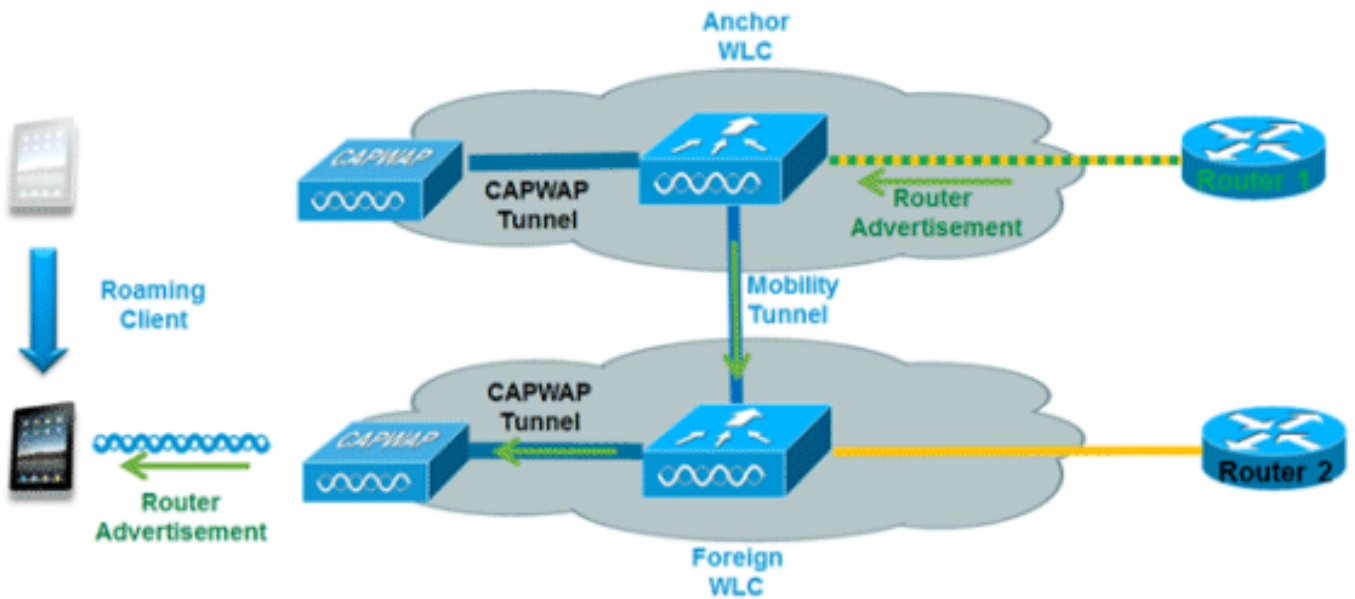 Anchor
WLC
CAPWAP
CAPWAP
Tunnel
Router
Advertisement
Router 1
Roaming
Client
Mobility
Tunnel
CAPWAP
Tunnel
CAPWAP
Router 2
Router
Advertisement
Foreign
WLC